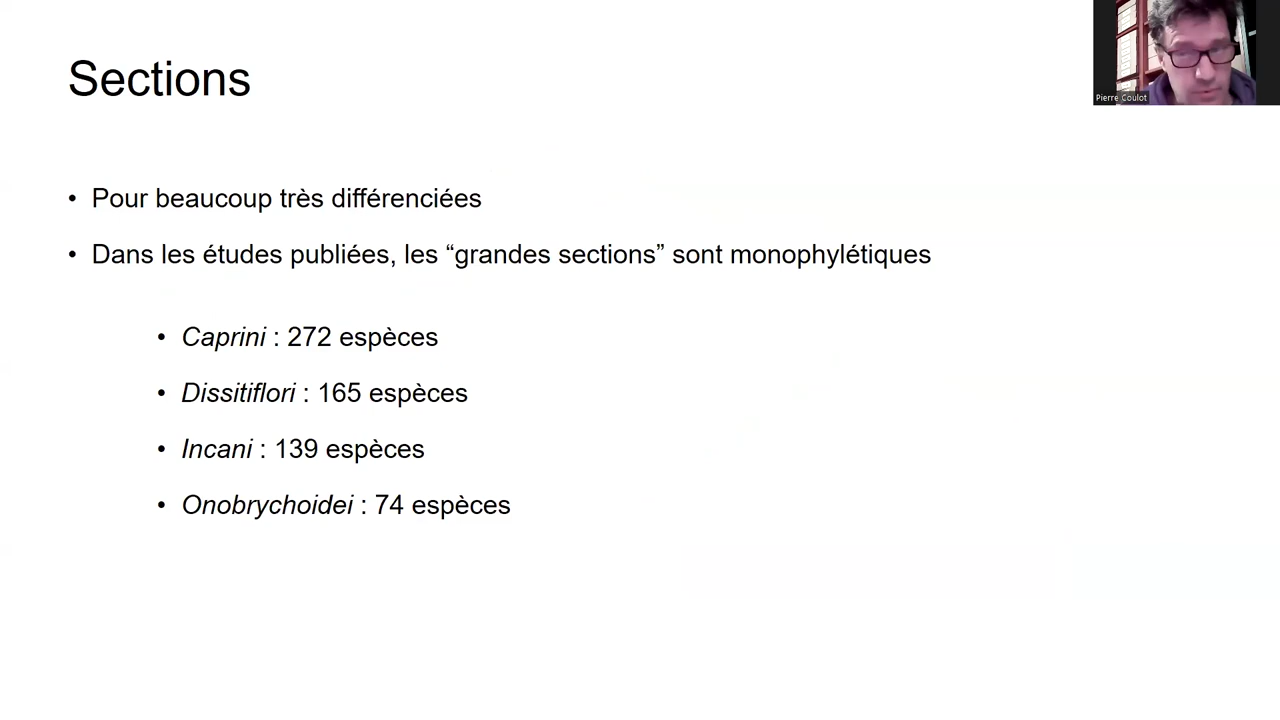 Sections
Pierre Coulot
• Pour beaucoup très différenciées
• Dans les études publiées, les “grandes sections” sont monophylétiques
• Caprini : 272 espèces
• Dissitiflori : 165 espèces
• Incani : 139 espèces
• Onobrychoidei : 74 espèces